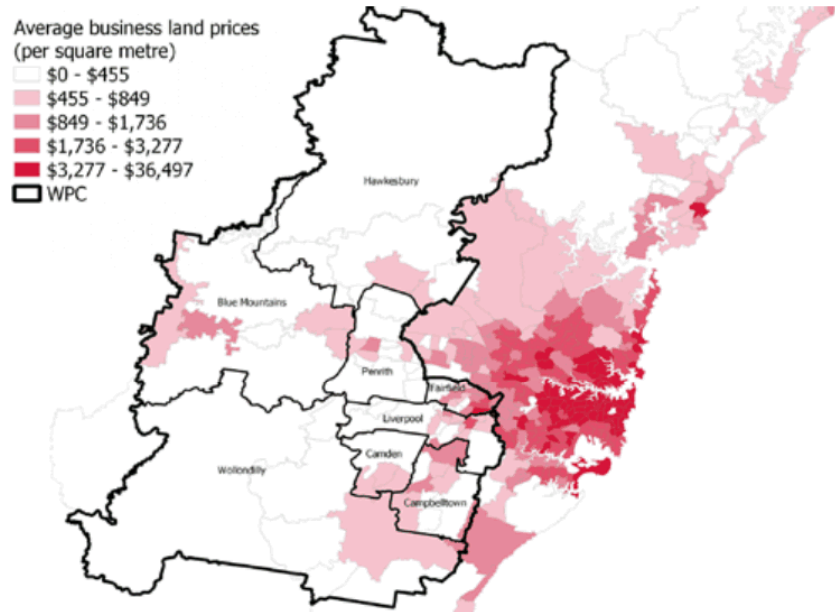 Average business land prices
(per square metre)
$0 - $455
$455 - $849
$849 - $1,736
$1,736 - $3,277
$3,277 - $36,497
WPC
Hawkesbury
Blue Mountains
Penrith
Fairfield
Liverpool
Camden
Wollondilly
Campbelltown